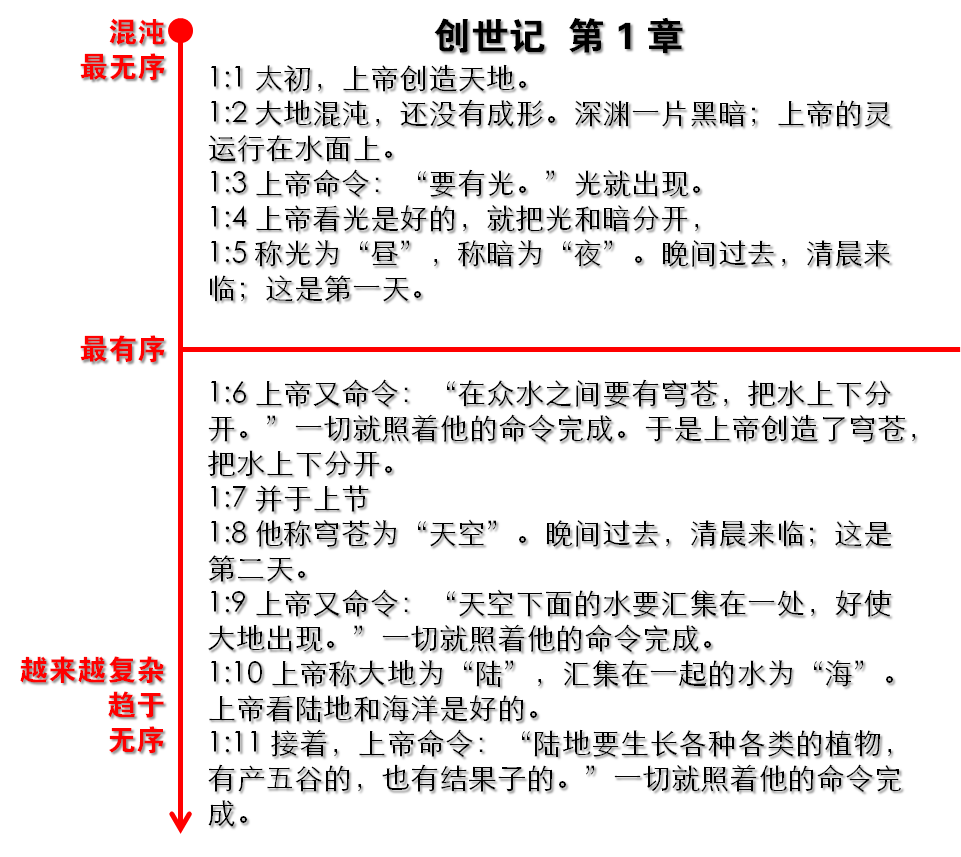 混沌
最无序
创世记 第 1 章
1:1 太初，上帝创造天地。
1:2 大地混沌，还没有成形。深渊一片黑暗；上帝的灵
运行在水面上。
1:3 上帝命令：“要有光。”光就出现。
1:4 上帝看光是好的，就把光和暗分开，
1:5 称光为“昼”，称暗为“夜”。晚间过去，清晨来
临；这是第一天。
最有序
1:6 上帝又命令：“在众水之间要有穹苍，把水上下分
开。”一切就照着他的命令完成。于是上帝创造了穹苍，
把水上下分开。
1:7 并于上节
1:8 他称穹苍为“天空”。晚间过去，清晨来临；这是
第二天。
1:9 上帝又命令：“天空下面的水要汇集在一处，好使
大地出现。”一切就照着他的命令完成。
越来越复杂
趋于
无序
1:10 上帝称大地为“陆”，汇集在一起的水为“海”。
上帝看陆地和海洋是好的。
1:11 接着，上帝命令：“陆地要生长各种各类的植物，
有产五谷的，也有结果子的。”一切就照着他的命令完
成。